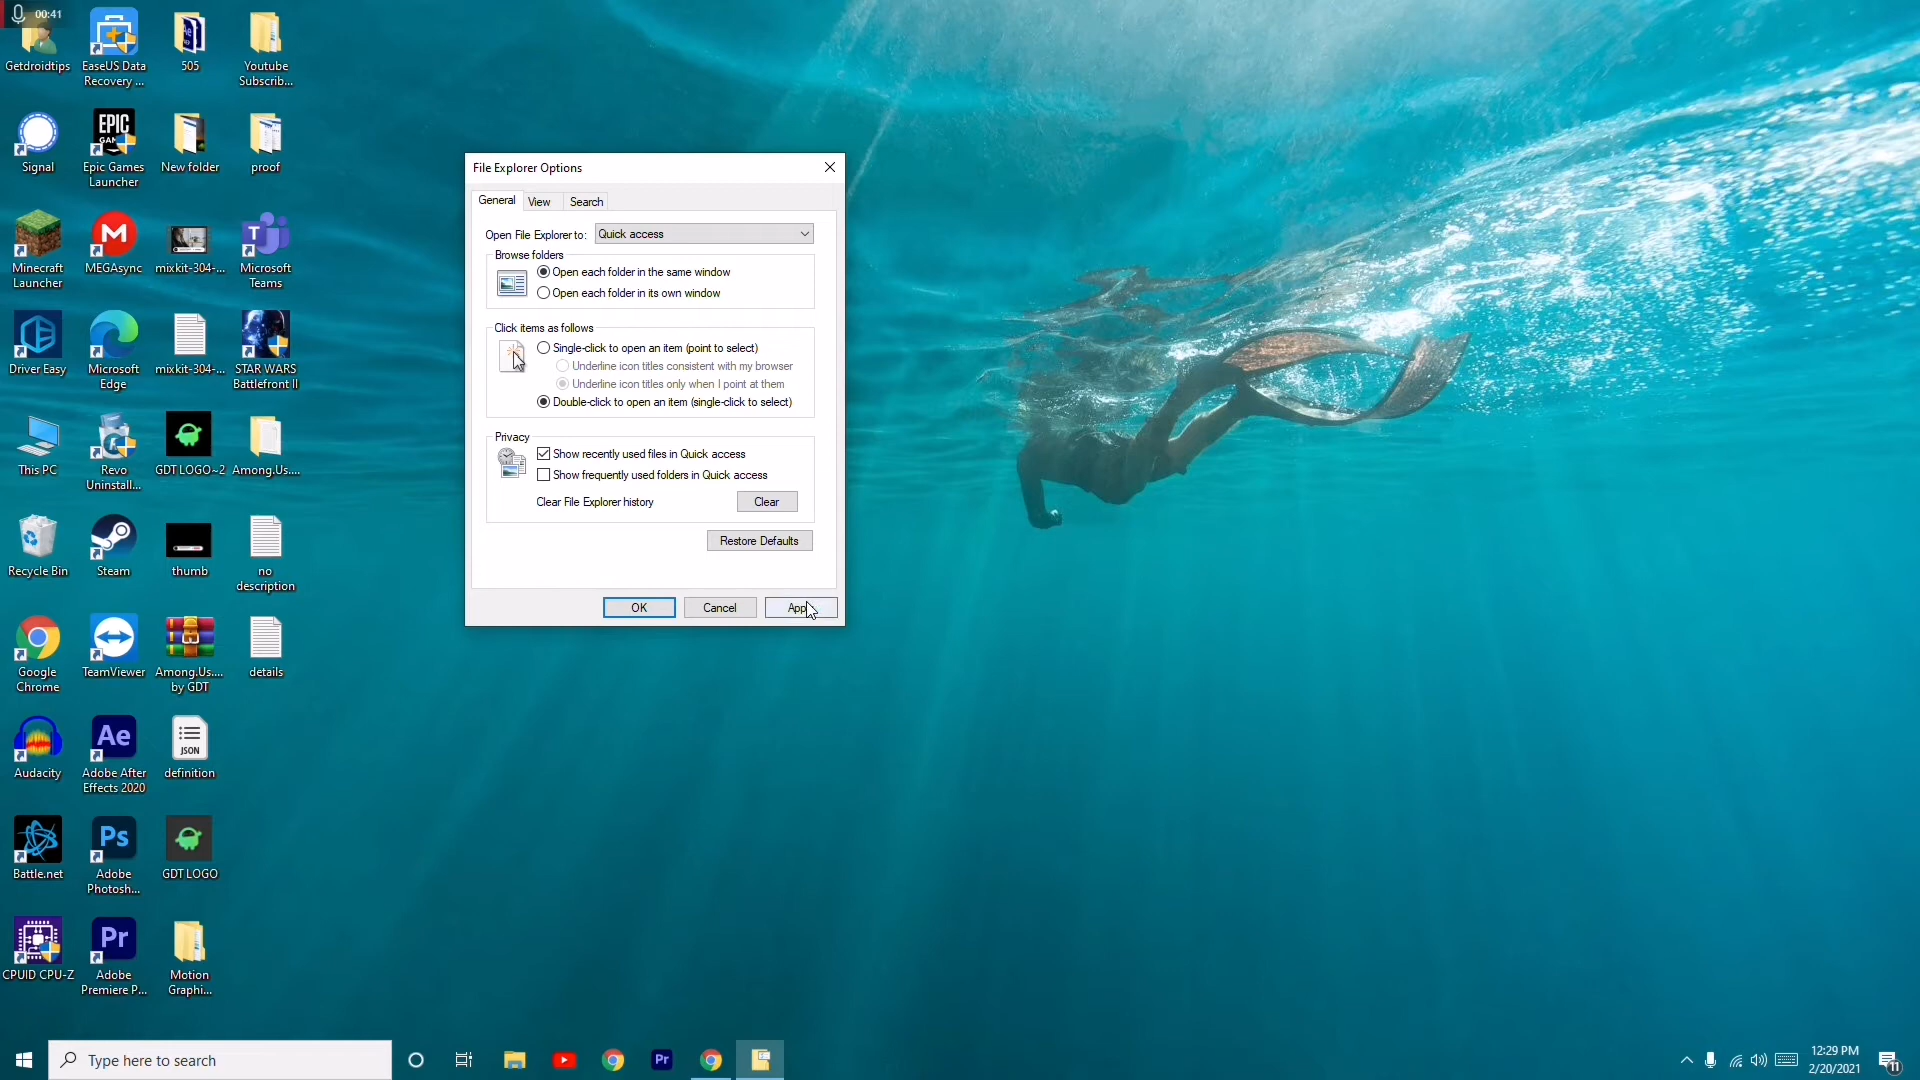 00:41
Getdroidtips
EaseUS Data
Recovery ...
505
Youtube
Subscrib...
Signal
EPIC
Epic Games
Launcher
New folder
proof
Minecraft
Launcher
MEGAsync
mixkit-304-...
Microsoft
Teams
Driver Easy
Microsoft
Edge
mixkit-304-...
STAR WARS
Battlefront II
This PC
Revo
Uninstall...
GDT LOGO~2
Among.Us....
Recycle Bin
Steam
thumb
no
description
Google
Chrome
TeamViewer
Among.Us....
by GDT
details
Audacity
Ae
Adobe After
Effects 2020
JSON
definition
Battle.net
Ps
Adobe
Photosh...
GDT LOGO
CPUID CPU-Z
Pr
Adobe
Premiere P...
Motion
Graphi...
File Explorer Options
General
View
Search
Open File Explorer to:
Quick access
Browse folders
Open each folder in the same window
Open each folder in its own window
Click items as follows
Single-click to open an item (point to select)
Underline icon titles consistent with my browser
Underline icon titles only when I point at them
Double-click to open an item (single-click to select)
Privacy
Show recently used files in Quick access
Show frequently used folders in Quick access
Clear File Explorer history
Clear
Restore Defaults
OK
Cancel
App
Type here to search
Pr
12:29 PM
2/20/2021
11